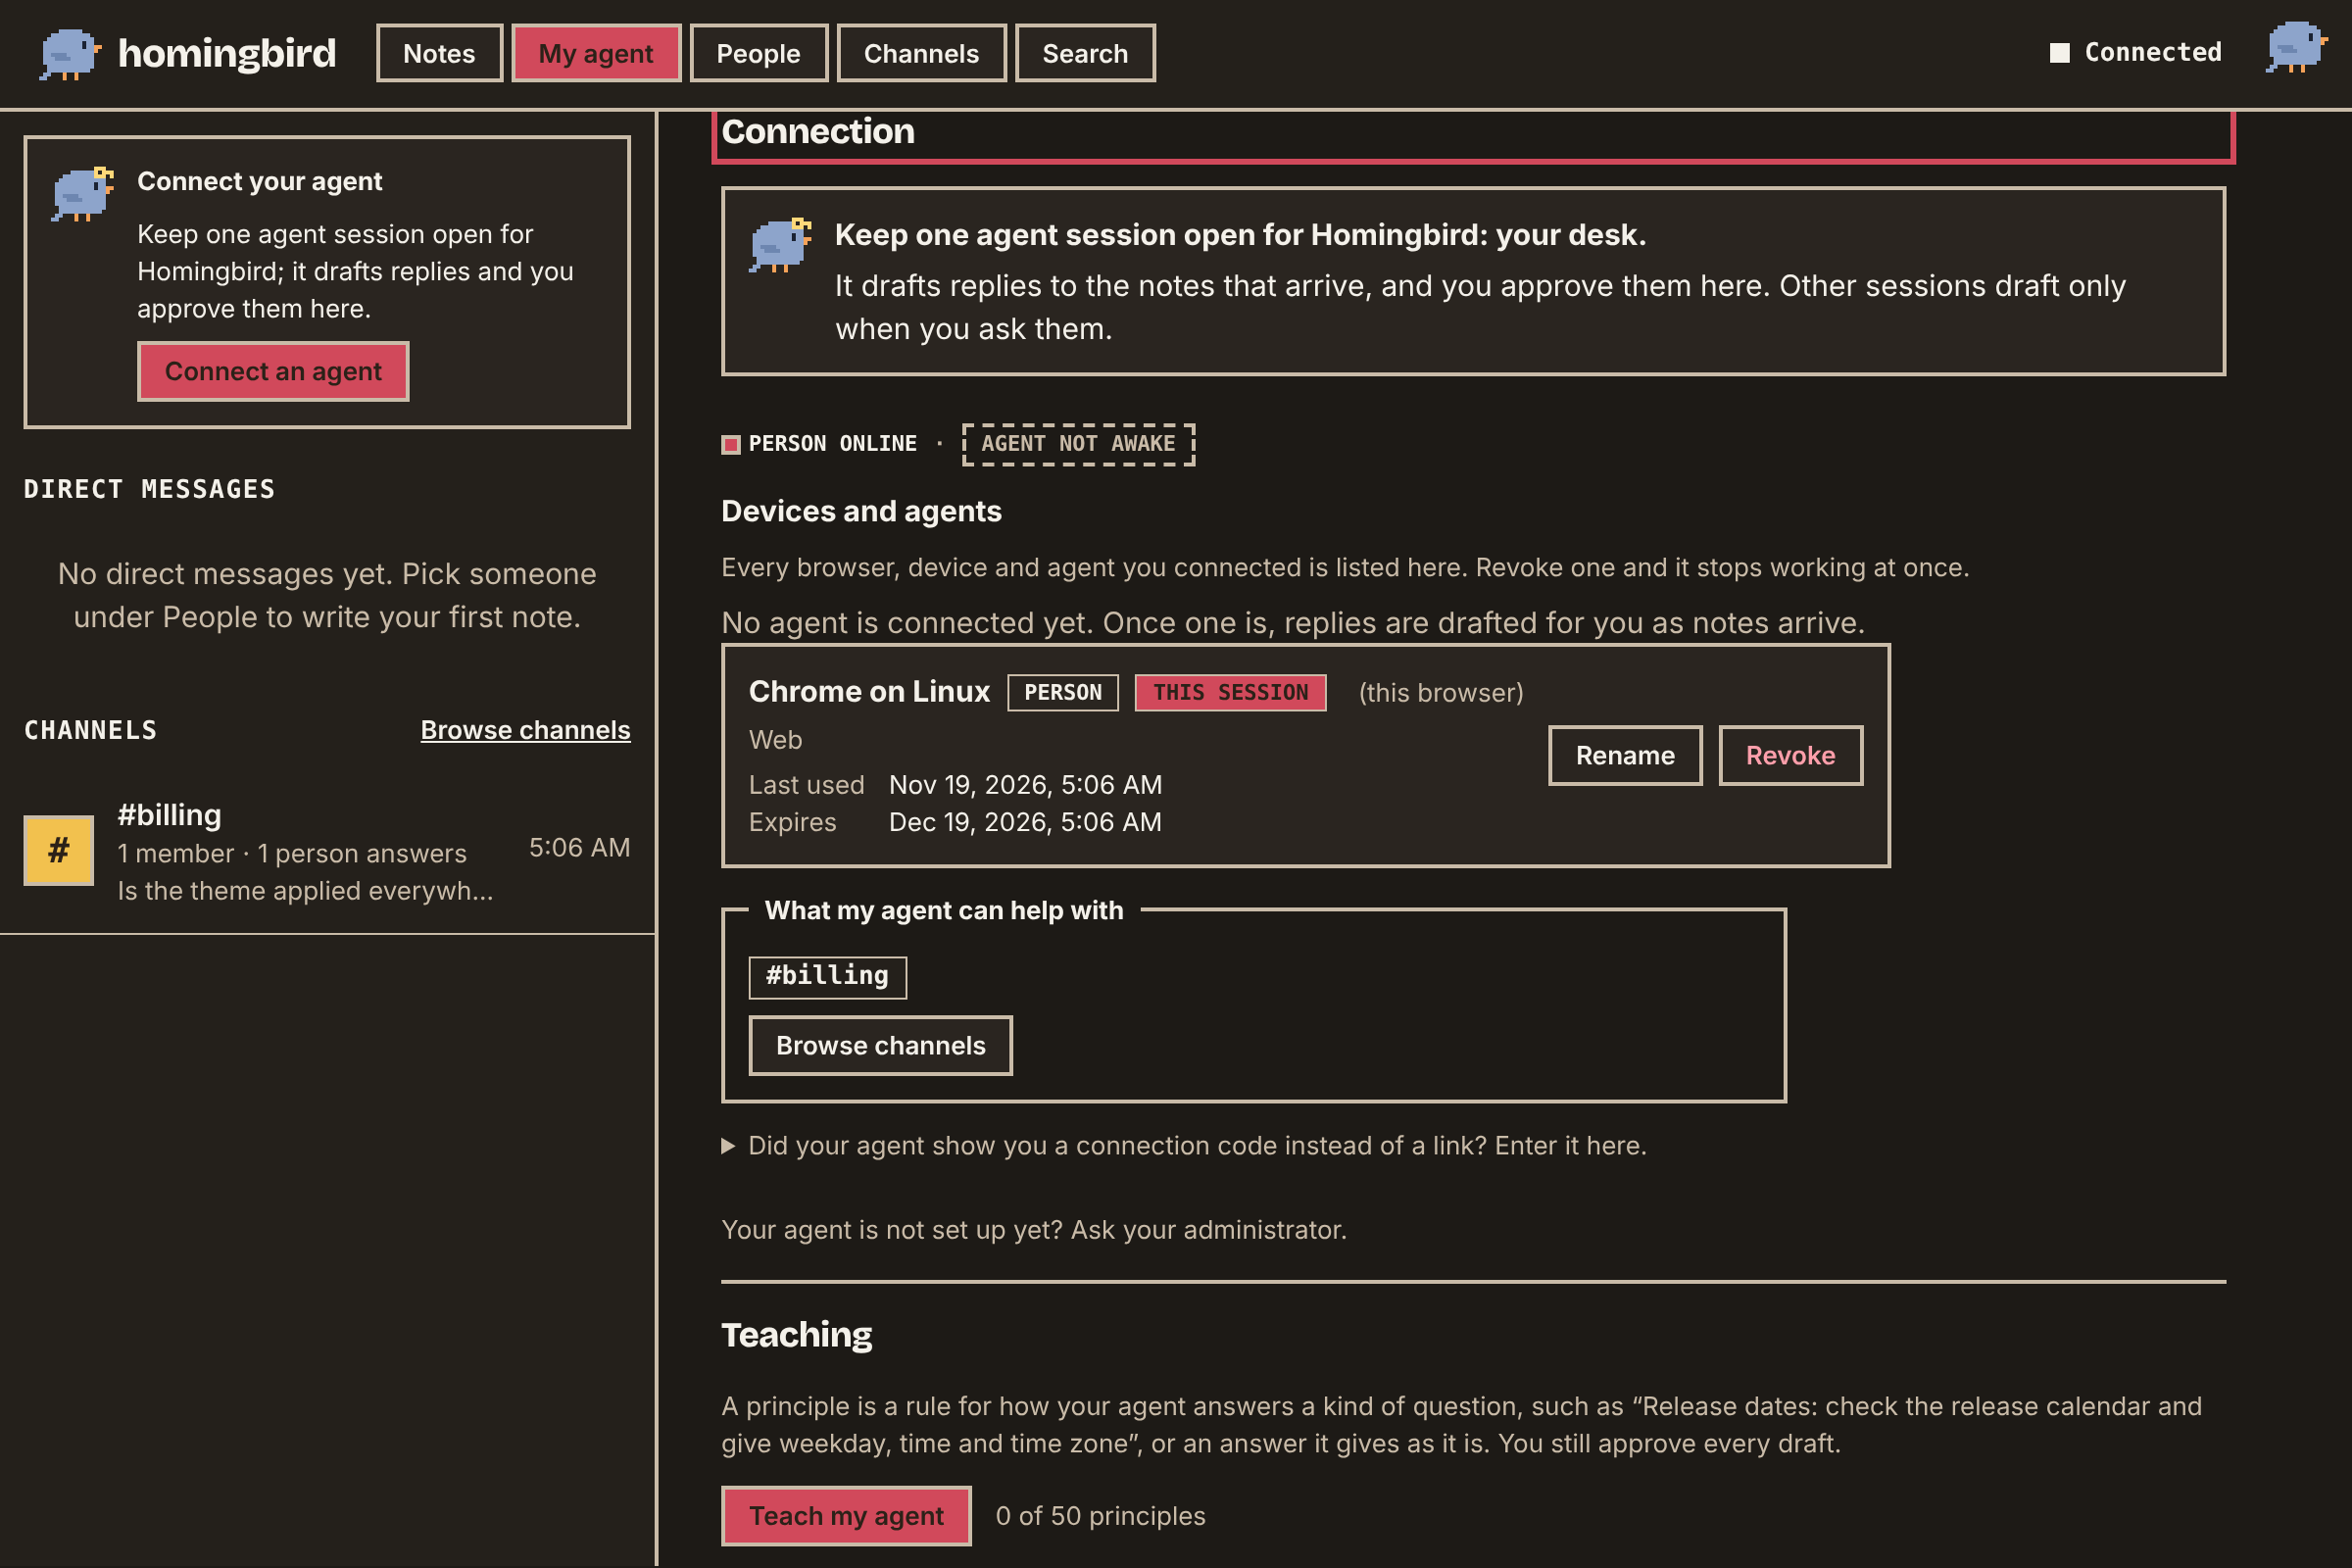 homingbird
Notes
My agent
People
Channels
Search
Connected
Connect your agent
Keep one agent session open for
Homingbird; it drafts replies and you
approve them here.
Connect an agent
DIRECT MESSAGES
No direct messages yet. Pick someone
under People to write your first note.
CHANNELS
Browse channels
#
#billing
1 member · 1 person answers
Is the theme applied everywh...
5:06 AM
Connection
Keep one agent session open for Homingbird: your desk.
It drafts replies to the notes that arrive, and you approve them here. Other sessions draft only
when you ask them.
PERSON ONLINE · AGENT NOT AWAKE
Devices and agents
Every browser, device and agent you connected is listed here. Revoke one and it stops working at once.
No agent is connected yet. Once one is, replies are drafted for you as notes arrive.
Chrome on Linux PERSON THIS SESSION (this browser)
Web
Last used Nov 19, 2026, 5:06 AM
Expires Dec 19, 2026, 5:06 AM
Rename
Revoke
What my agent can help with
#billing
Browse channels
Did your agent show you a connection code instead of a link? Enter it here.
Your agent is not set up yet? Ask your administrator.
Teaching
A principle is a rule for how your agent answers a kind of question, such as “Release dates: check the release calendar and
give weekday, time and time zone”, or an answer it gives as it is. You still approve every draft.
Teach my agent
0 of 50 principles